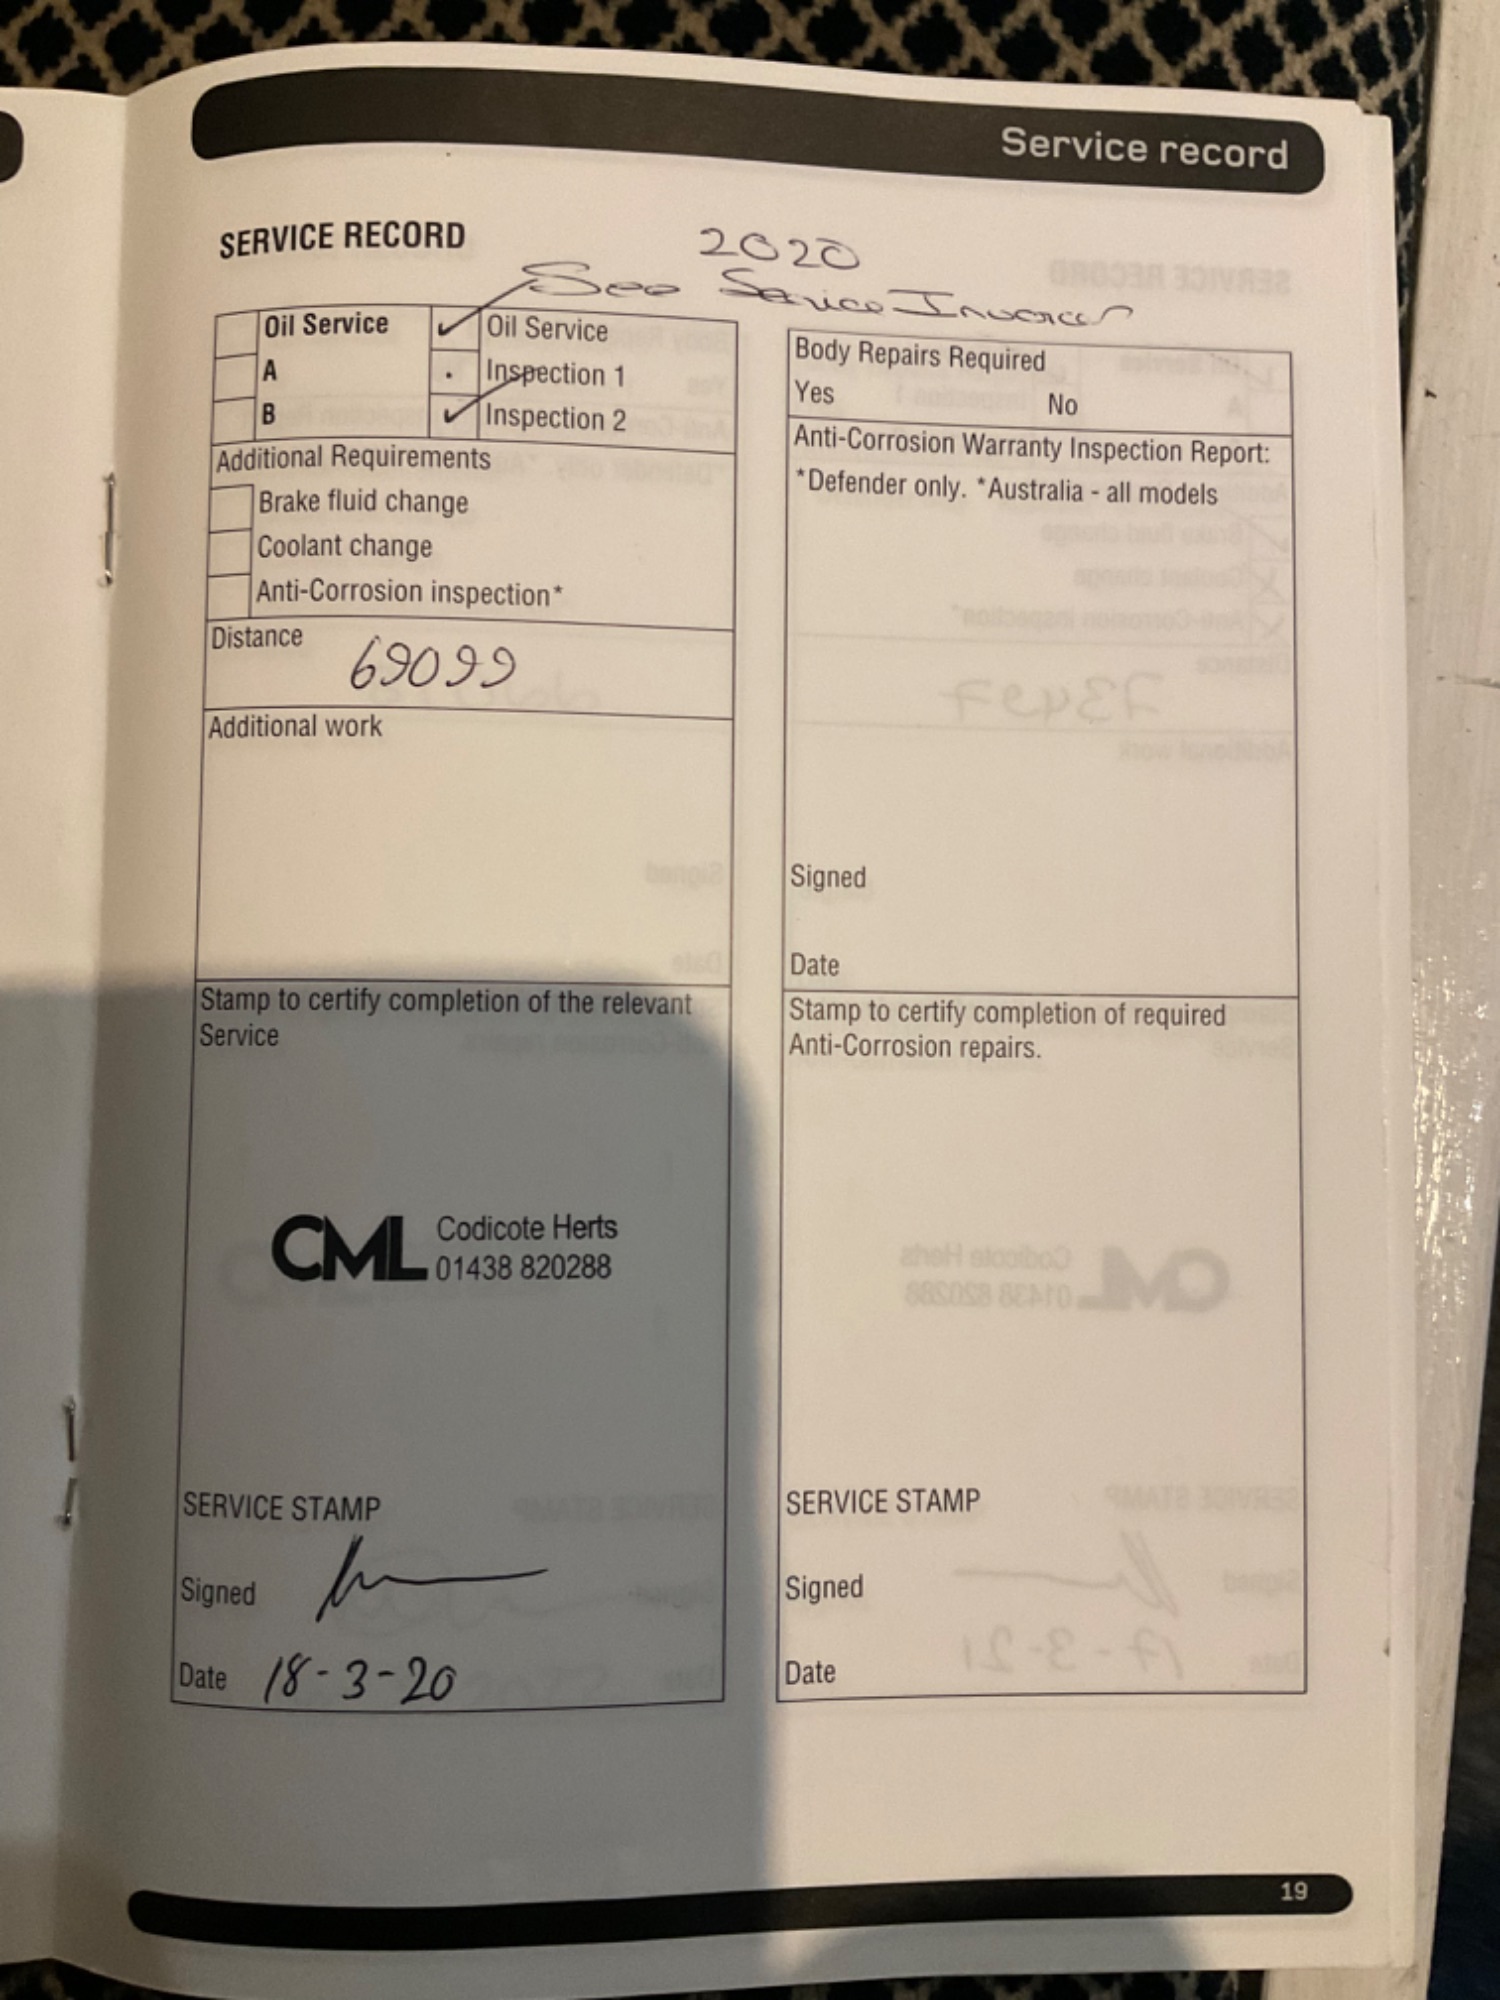 Service record
SERVICE RECORD
2020
See Service Invoice
Oil Service
Oil Service
A
Inspection 1
B
Inspection 2
Additional Requirements
Brake fluid change
Coolant change
Anti-Corrosion inspection*
Distance
69099
Additional work
Stamp to certify completion of the relevant
Service
CML Codicote Herts
01438 820288
SERVICE STAMP
Signed
Date 18-3-20
Body Repairs Required
Yes No
Anti-Corrosion Warranty Inspection Report:
*Defender only. *Australia - all models
Signed
Date
Stamp to certify completion of required
Anti-Corrosion repairs.
SERVICE STAMP
Signed
Date
19